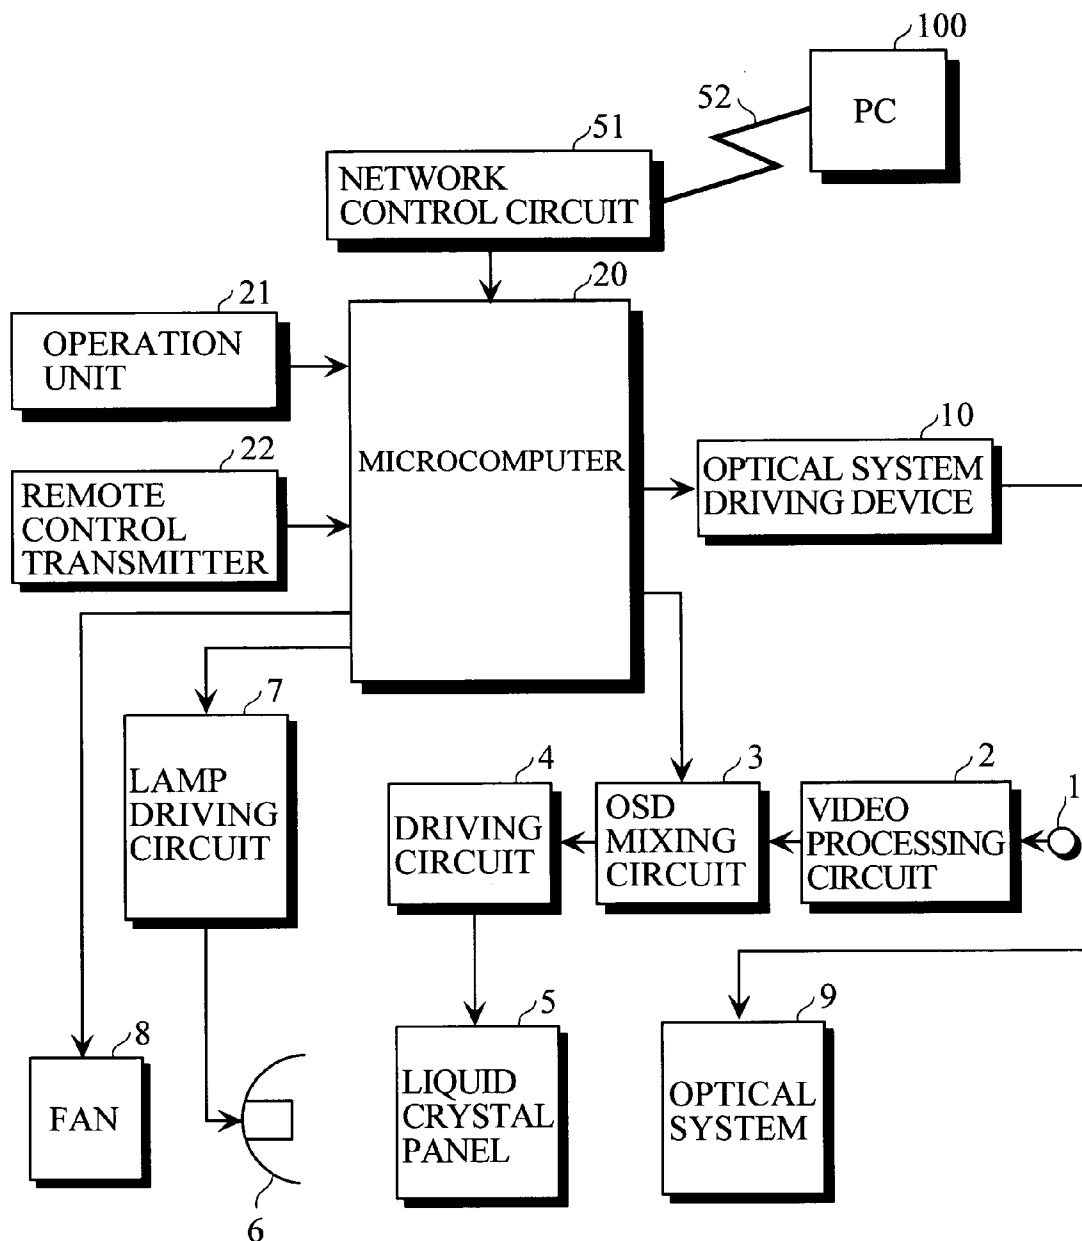 100
PC
52
51
NETWORK
CONTROL CIRCUIT
20
MICROCOMPUTER
21
OPERATION
UNIT
22
REMOTE
CONTROL
TRANSMITTER
10
OPTICAL SYSTEM
DRIVING DEVICE
7
LAMP
DRIVING
CIRCUIT
4
DRIVING
CIRCUIT
3
OSD
MIXING
CIRCUIT
2
VIDEO
PROCESSING
CIRCUIT
1
8
FAN
6
5
LIQUID
CRYSTAL
PANEL
9
OPTICAL
SYSTEM